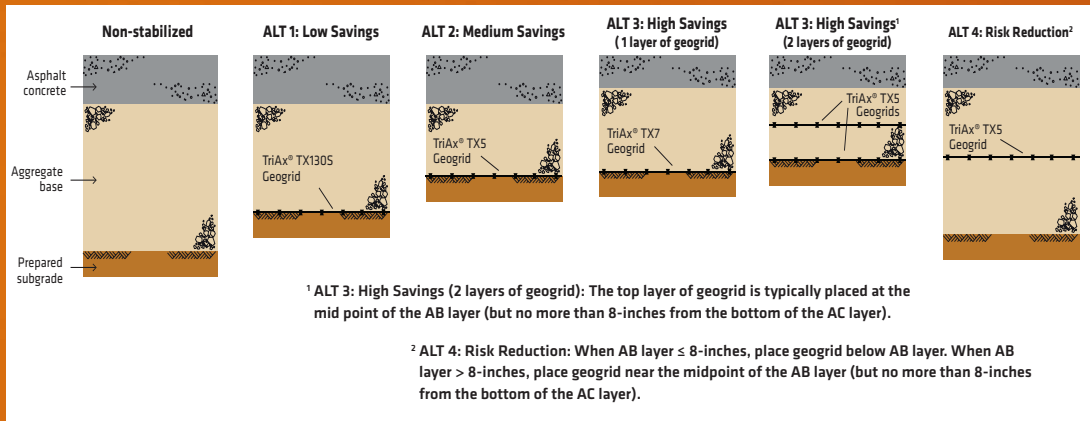 Non-stabilized
ALT 1: Low Savings
ALT 2: Medium Savings
ALT 3: High Savings
( 1 layer of geogrid)
ALT 3: High Savings¹
(2 layers of geogrid)
ALT 4: Risk Reduction²
Asphalt
concrete
Aggregate
base
Prepared
subgrade
TriAx® TX130S
Geogrid
TriAx® TX5
Geogrid
TriAx® TX7
Geogrid
TriAx® TX5
Geogrids
TriAx® TX5
Geogrid
¹ ALT 3: High Savings (2 layers of geogrid): The top layer of geogrid is typically placed at the
mid point of the AB layer (but no more than 8-inches from the bottom of the AC layer).
² ALT 4: Risk Reduction: When AB layer ≤ 8-inches, place geogrid below AB layer. When AB
layer > 8-inches, place geogrid near the midpoint of the AB layer (but no more than 8-inches
from the bottom of the AC layer).